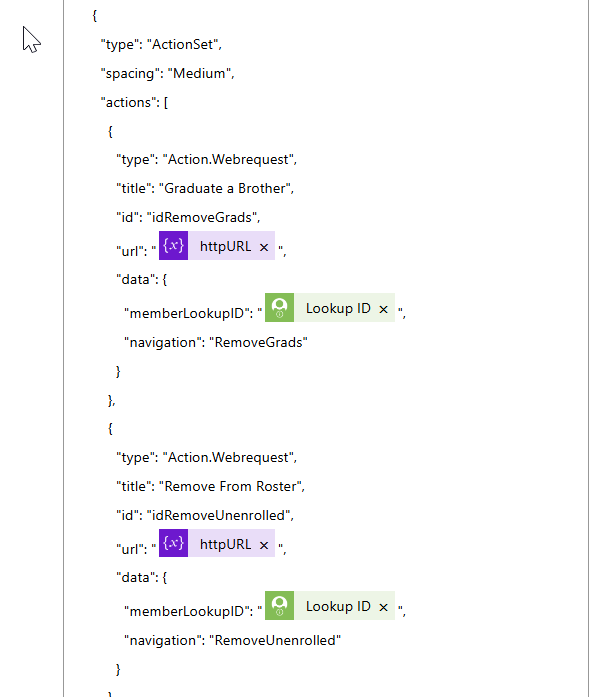 {
"type": "ActionSet",
"spacing": "Medium",
"actions": [
{
"type": "Action.Webrequest",
"title": "Graduate a Brother",
"id": "idRemoveGrads",
"url": " {x} httpURL × ",
"data": {
"memberLookupID": " Lookup ID × ",
"navigation": "RemoveGrads"
}
},
{
"type": "Action.Webrequest",
"title": "Remove From Roster",
"id": "idRemoveUnenrolled",
"url": " {x} httpURL × ",
"data": {
"memberLookupID": " Lookup ID × ",
"navigation": "RemoveUnenrolled"
}
}